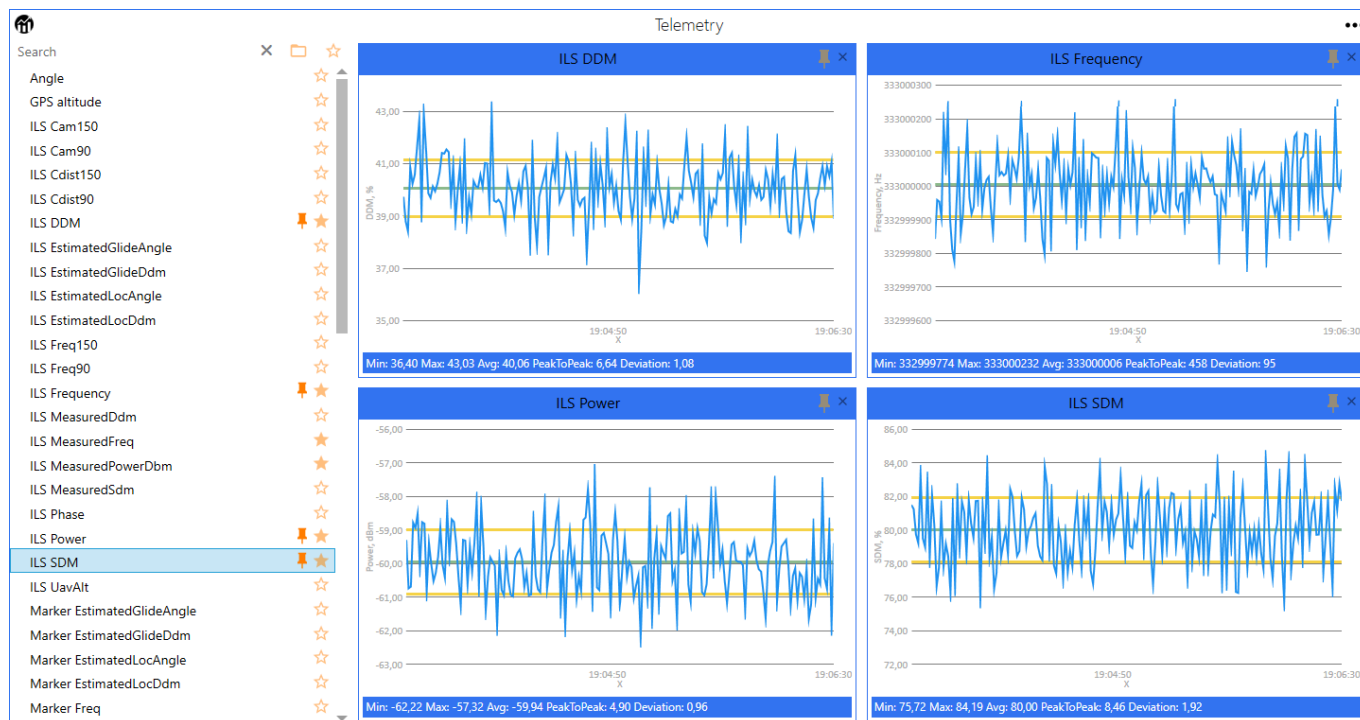 Telemetry
•••
Search
Angle
GPS altitude
ILS Cam150
ILS Cam90
ILS Cdist150
ILS Cdist90
ILS DDM
ILS EstimatedGlideAngle
ILS EstimatedGlideDdm
ILS EstimatedLocAngle
ILS EstimatedLocDdm
ILS Freq150
ILS Freq90
ILS Frequency
ILS MeasuredDdm
ILS MeasuredFreq
ILS MeasuredPowerDbm
ILS MeasuredSdm
ILS Phase
ILS Power
ILS SDM
ILS UavAlt
Marker EstimatedGlideAngle
Marker EstimatedGlideDdm
Marker EstimatedLocAngle
Marker EstimatedLocDdm
Marker Freq
ILS DDM
43,00
41,00
39,00
37,00
35,00
DDM, %
19:04:50
19:06:30
X
Min: 36,40 Max: 43,03 Avg: 40,06 PeakToPeak: 6,64 Deviation: 1,08
ILS Frequency
333000300
333000200
333000100
333000000
332999900
332999800
332999700
332999600
Frequency, Hz
19:04:50
19:06:30
X
Min: 332999774 Max: 333000232 Avg: 333000006 PeakToPeak: 458 Deviation: 95
ILS Power
-56,00
-57,00
-58,00
-59,00
-60,00
-61,00
-62,00
-63,00
Power, dBm
19:04:50
19:06:30
X
Min: -62,22 Max: -57,32 Avg: -59,94 PeakToPeak: 4,90 Deviation: 0,96
ILS SDM
86,00
84,00
82,00
80,00
78,00
76,00
74,00
72,00
SDM, %
19:04:50
19:06:30
X
Min: 75,72 Max: 84,19 Avg: 80,00 PeakToPeak: 8,46 Deviation: 1,92